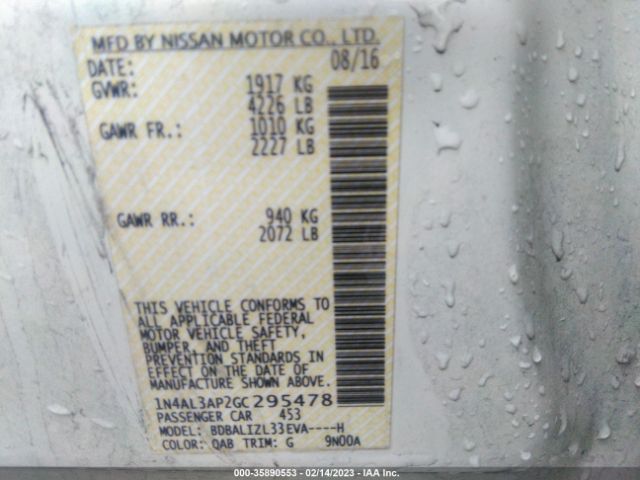 MFD BY NISSAN MOTOR CO., LTD.
DATE: 08/16
GVWR: 1917 KG
4226 LB
GAWR FR.: 1010 KG
2227 LB
GAWR RR.: 940 KG
2072 LB
THIS VEHICLE CONFORMS TO
ALL APPLICABLE FEDERAL
MOTOR VEHICLE SAFETY,
BUMPER, AND THEFT
PREVENTION STANDARDS IN
EFFECT ON THE DATE OF
MANUFACTURE SHOWN ABOVE.
1N4AL3AP2GC295478
PASSENGER CAR 453
MODEL: BDBALIZL33EVA----H
COLOR: QAB TRIM: G 9N00A
000-35890553 — 02/14/2023 — IAA Inc.